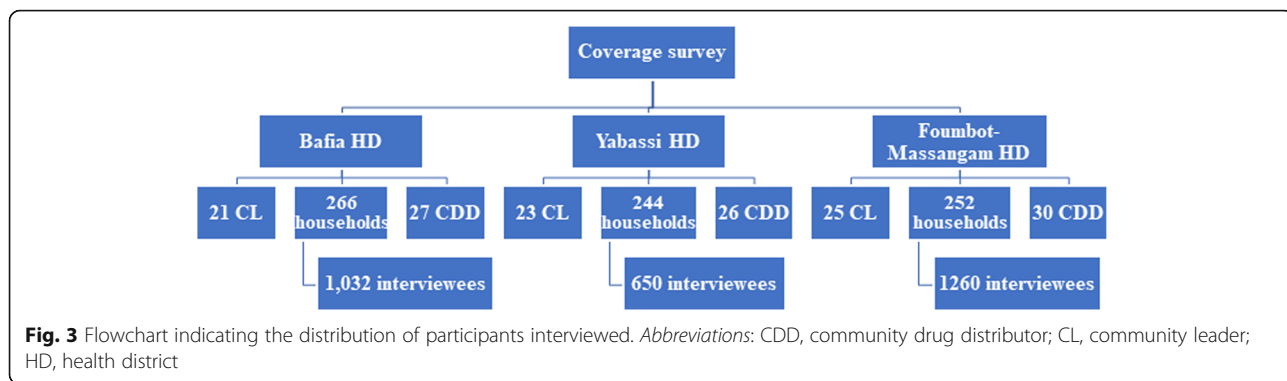 Coverage survey
Bafia HD
Yabassi HD
Foumbot-
Massangam HD
21 CL
266
households
27 CDD
23 CL
244
households
26 CDD
25 CL
252
households
30 CDD
1,032 interviewees
650 interviewees
1260 interviewees
Fig. 3 Flowchart indicating the distribution of participants interviewed. Abbreviations: CDD, community drug distributor; CL, community leader;
HD, health district